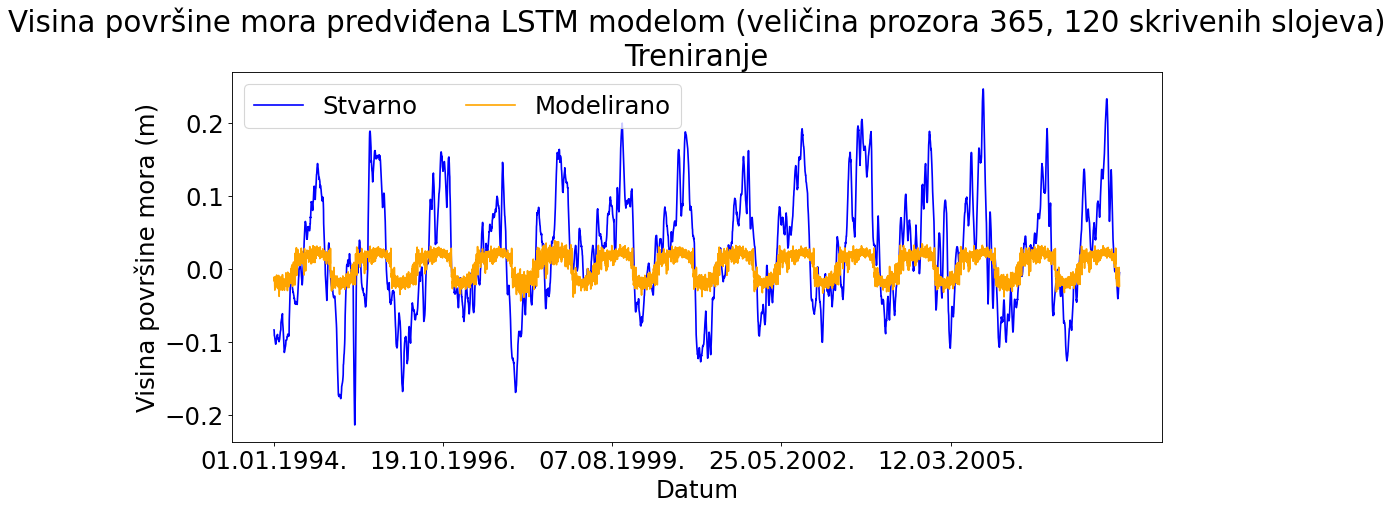 Visina površine mora predviđena LSTM modelom (veličina prozora 365, 120 skrivenih slojeva)
Treniranje
Stvarno Modelirano
Visina površine mora (m)
0.2
0.1
0.0
−0.1
−0.2
01.01.1994. 19.10.1996. 07.08.1999. 25.05.2002. 12.03.2005.
Datum